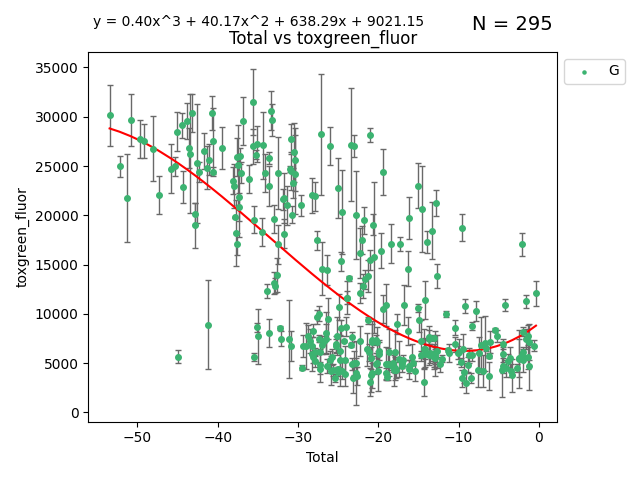 y = 0.40x^3 + 40.17x^2 + 638.29x + 9021.15
N = 295
Total vs toxgreen_fluor
G
35000
30000
25000
20000
15000
10000
5000
0
toxgreen_fluor
−50 −40 −30 −20 −10 0
Total